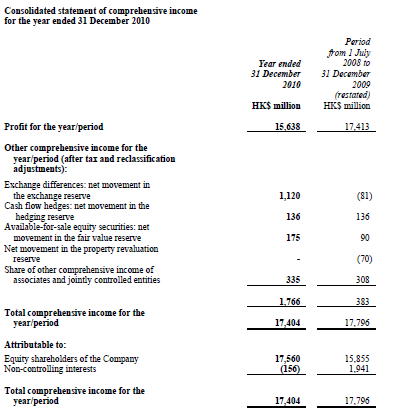 Consolidated statement of comprehensive income
for the year ended 31 December 2010
Period
from 1 July
Year ended 2008 to
31 December 31 December
2010 2009
(restated)
HK$ million HK$ million
Profit for the year/period 15,638 17,413
Other comprehensive income for the
year/period (after tax and reclassification
adjustments):
Exchange differences: net movement in
the exchange reserve 1,120 (81)
Cash flow hedges: net movement in the
hedging reserve 136 136
Available-for-sale equity securities: net
movement in the fair value reserve 175 90
Net movement in the property revaluation
reserve - (70)
Share of other comprehensive income of
associates and jointly controlled entities 335 308
1,766 383
Total comprehensive income for the
year/period 17,404 17,796
Attributable to:
Equity shareholders of the Company 17,560 15,855
Non-controlling interests (156) 1,941
Total comprehensive income for the
year/period 17,404 17,796